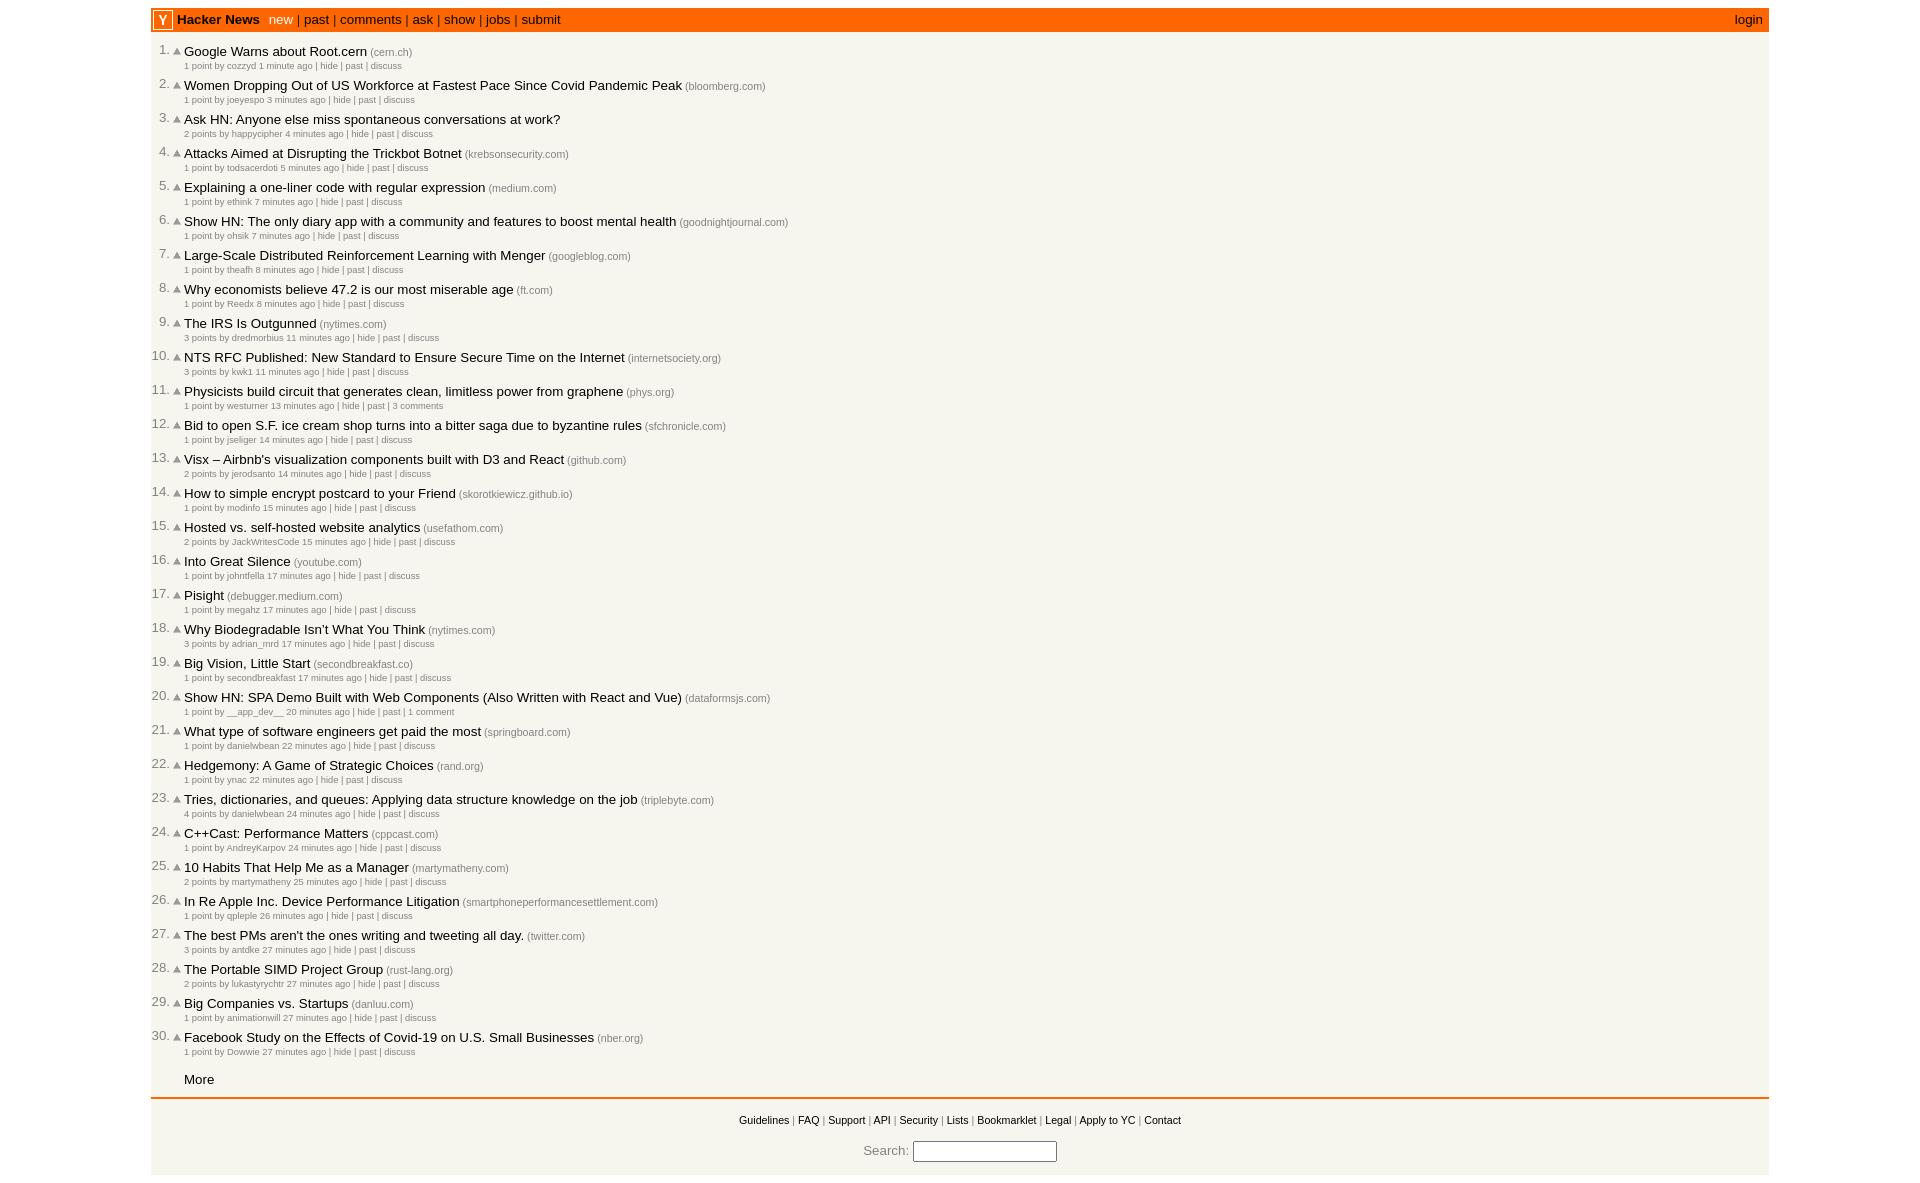 Y Hacker News new | past | comments | ask | show | jobs | submit login
1. Google Warns about Root.cern (cern.ch)
1 point by cozzyd 1 minute ago | hide | past | discuss
2. Women Dropping Out of US Workforce at Fastest Pace Since Covid Pandemic Peak (bloomberg.com)
1 point by joeyespo 3 minutes ago | hide | past | discuss
3. Ask HN: Anyone else miss spontaneous conversations at work?
2 points by happycipher 4 minutes ago | hide | past | discuss
4. Attacks Aimed at Disrupting the Trickbot Botnet (krebsonsecurity.com)
1 point by todsacerdoti 5 minutes ago | hide | past | discuss
5. Explaining a one-liner code with regular expression (medium.com)
1 point by ethink 7 minutes ago | hide | past | discuss
6. Show HN: The only diary app with a community and features to boost mental health (goodnightjournal.com)
1 point by ohsik 7 minutes ago | hide | past | discuss
7. Large-Scale Distributed Reinforcement Learning with Menger (googleblog.com)
1 point by theafh 8 minutes ago | hide | past | discuss
8. Why economists believe 47.2 is our most miserable age (ft.com)
1 point by Reedx 8 minutes ago | hide | past | discuss
9. The IRS Is Outgunned (nytimes.com)
3 points by dredmorbius 11 minutes ago | hide | past | discuss
10. NTS RFC Published: New Standard to Ensure Secure Time on the Internet (internetsociety.org)
3 points by kwk1 11 minutes ago | hide | past | discuss
11. Physicists build circuit that generates clean, limitless power from graphene (phys.org)
1 point by westurner 13 minutes ago | hide | past | 3 comments
12. Bid to open S.F. ice cream shop turns into a bitter saga due to byzantine rules (sfchronicle.com)
1 point by jseliger 14 minutes ago | hide | past | discuss
13. Visx – Airbnb's visualization components built with D3 and React (github.com)
2 points by jerodsanto 14 minutes ago | hide | past | discuss
14. How to simple encrypt postcard to your Friend (skorotkiewicz.github.io)
1 point by modinfo 15 minutes ago | hide | past | discuss
15. Hosted vs. self-hosted website analytics (usefathom.com)
2 points by JackWritesCode 15 minutes ago | hide | past | discuss
16. Into Great Silence (youtube.com)
1 point by johntfella 17 minutes ago | hide | past | discuss
17. Pisight (debugger.medium.com)
1 point by megahz 17 minutes ago | hide | past | discuss
18. Why Biodegradable Isn’t What You Think (nytimes.com)
3 points by adrian_mrd 17 minutes ago | hide | past | discuss
19. Big Vision, Little Start (secondbreakfast.co)
1 point by secondbreakfast 17 minutes ago | hide | past | discuss
20. Show HN: SPA Demo Built with Web Components (Also Written with React and Vue) (dataformsjs.com)
1 point by __app_dev__ 20 minutes ago | hide | past | 1 comment
21. What type of software engineers get paid the most (springboard.com)
1 point by danielwbean 22 minutes ago | hide | past | discuss
22. Hedgemony: A Game of Strategic Choices (rand.org)
1 point by ynac 22 minutes ago | hide | past | discuss
23. Tries, dictionaries, and queues: Applying data structure knowledge on the job (triplebyte.com)
4 points by danielwbean 24 minutes ago | hide | past | discuss
24. C++Cast: Performance Matters (cppcast.com)
1 point by AndreyKarpov 24 minutes ago | hide | past | discuss
25. 10 Habits That Help Me as a Manager (martymatheny.com)
2 points by martymatheny 25 minutes ago | hide | past | discuss
26. In Re Apple Inc. Device Performance Litigation (smartphoneperformancesettlement.com)
1 point by qpleple 26 minutes ago | hide | past | discuss
27. The best PMs aren't the ones writing and tweeting all day. (twitter.com)
3 points by antdke 27 minutes ago | hide | past | discuss
28. The Portable SIMD Project Group (rust-lang.org)
2 points by lukastyrychtr 27 minutes ago | hide | past | discuss
29. Big Companies vs. Startups (danluu.com)
1 point by animationwill 27 minutes ago | hide | past | discuss
30. Facebook Study on the Effects of Covid-19 on U.S. Small Businesses (nber.org)
1 point by Dowwie 27 minutes ago | hide | past | discuss
More
Guidelines | FAQ | Support | API | Security | Lists | Bookmarklet | Legal | Apply to YC | Contact
Search: